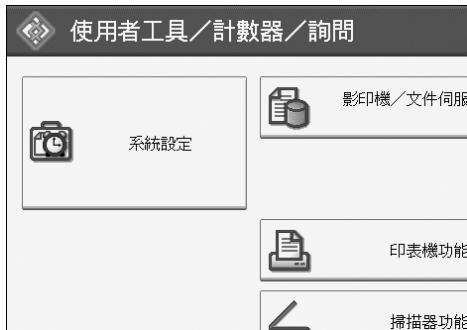 使用者工具／計數器／詢問
系統設定
影印機／文件伺服
印表機功能
掃描器功能